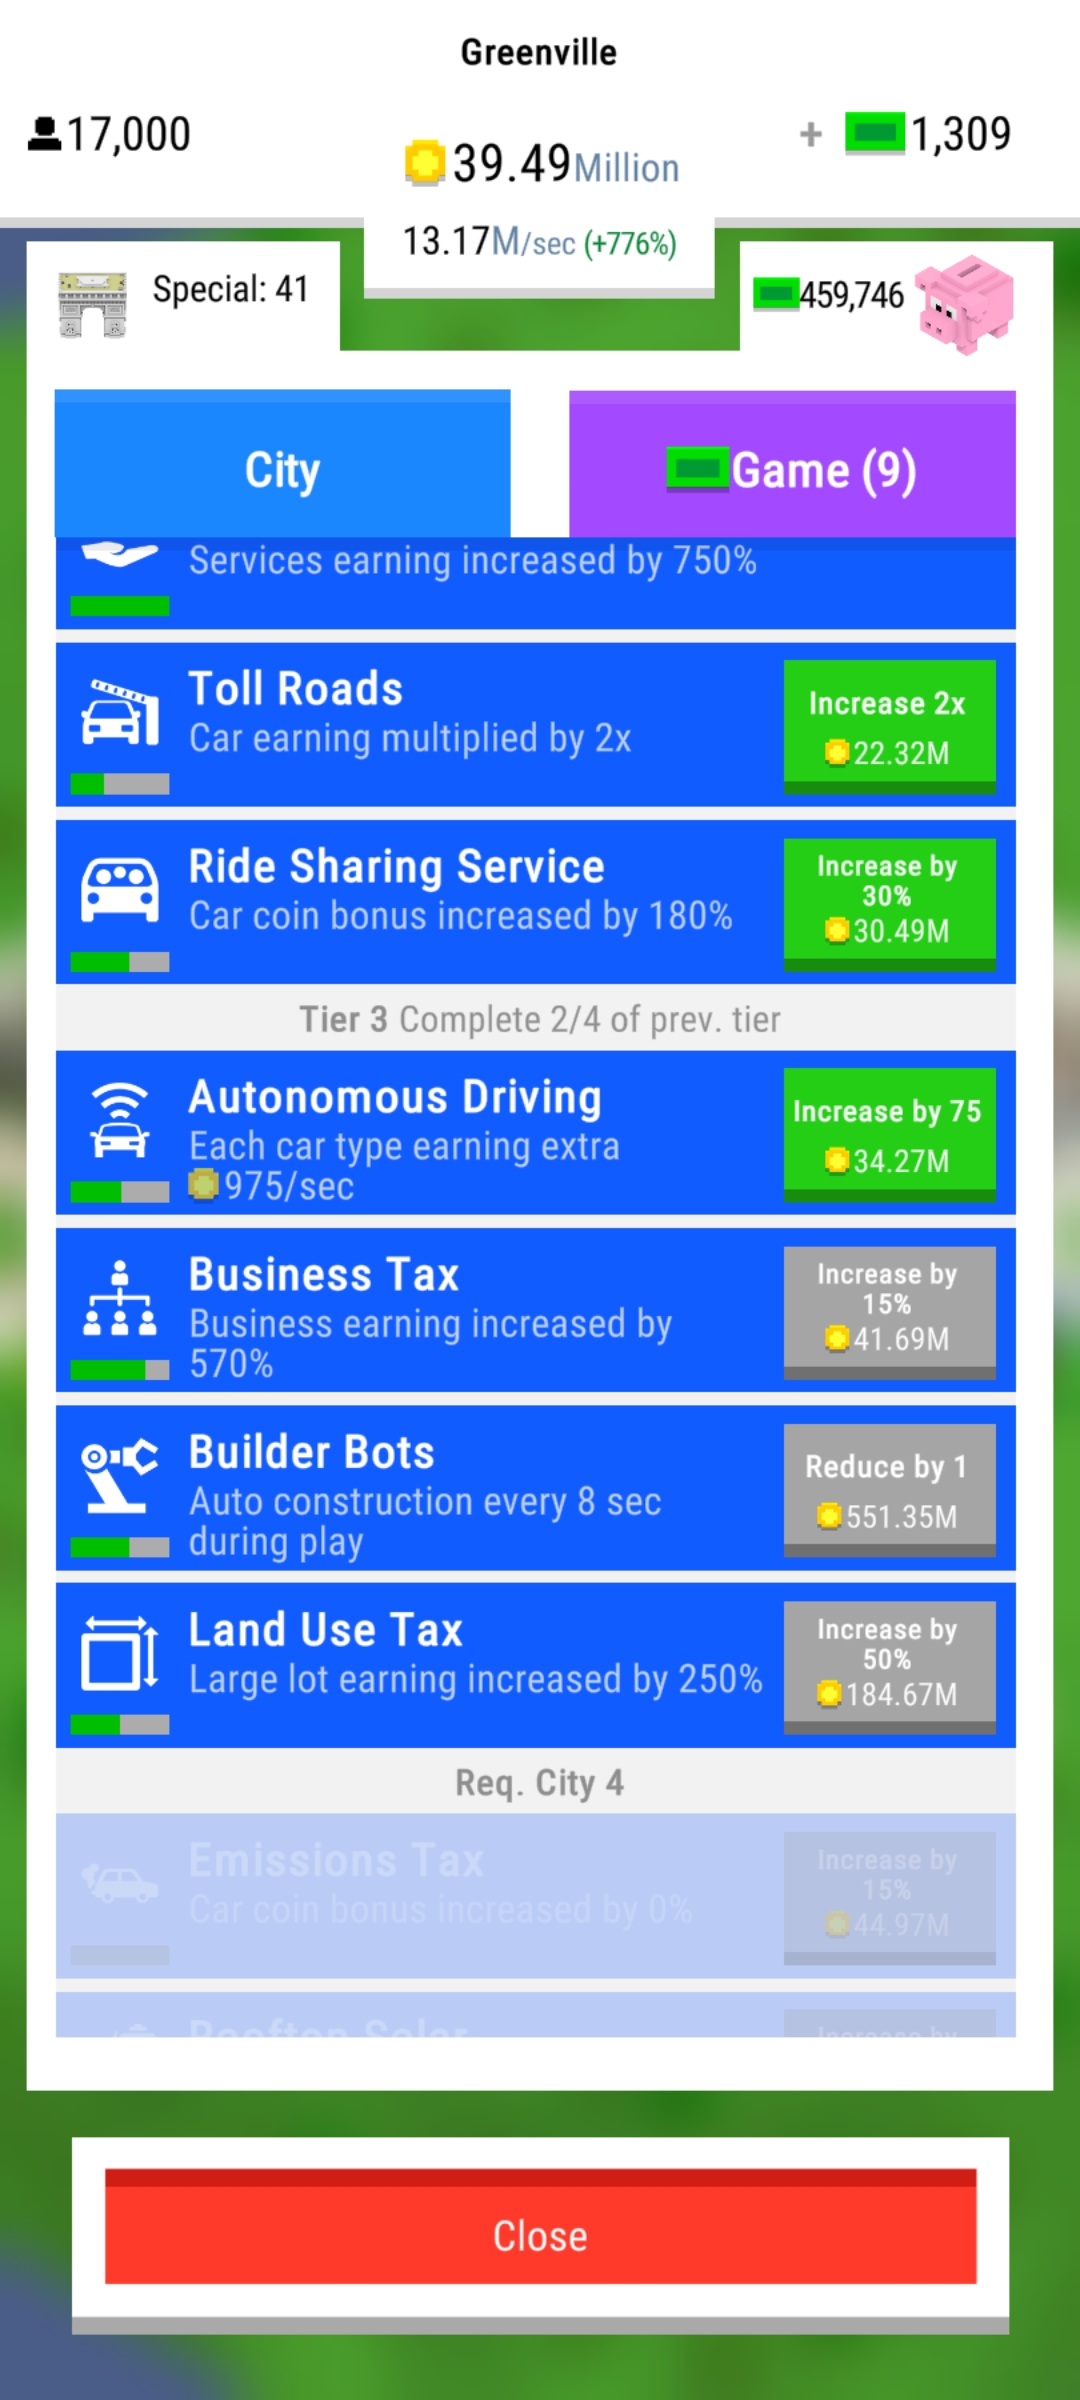 Greenville
17,000
39.49Million
+ 1,309
13.17M/sec (+776%)
Special: 41
459,746
City
Game (9)
Services earning increased by 750%
Toll Roads
Car earning multiplied by 2x
Increase 2x
22.32M
Ride Sharing Service
Car coin bonus increased by 180%
Increase by
30%
30.49M
Tier 3 Complete 2/4 of prev. tier
Autonomous Driving
Each car type earning extra
975/sec
Increase by 75
34.27M
Business Tax
Business earning increased by
570%
Increase by
15%
41.69M
Builder Bots
Auto construction every 8 sec
during play
Reduce by 1
551.35M
Land Use Tax
Large lot earning increased by 250%
Increase by
50%
184.67M
Req. City 4
Emissions Tax
Car coin bonus increased by 0%
Increase by
15%
44.97M
Rooftop Solar
Increase by
Close